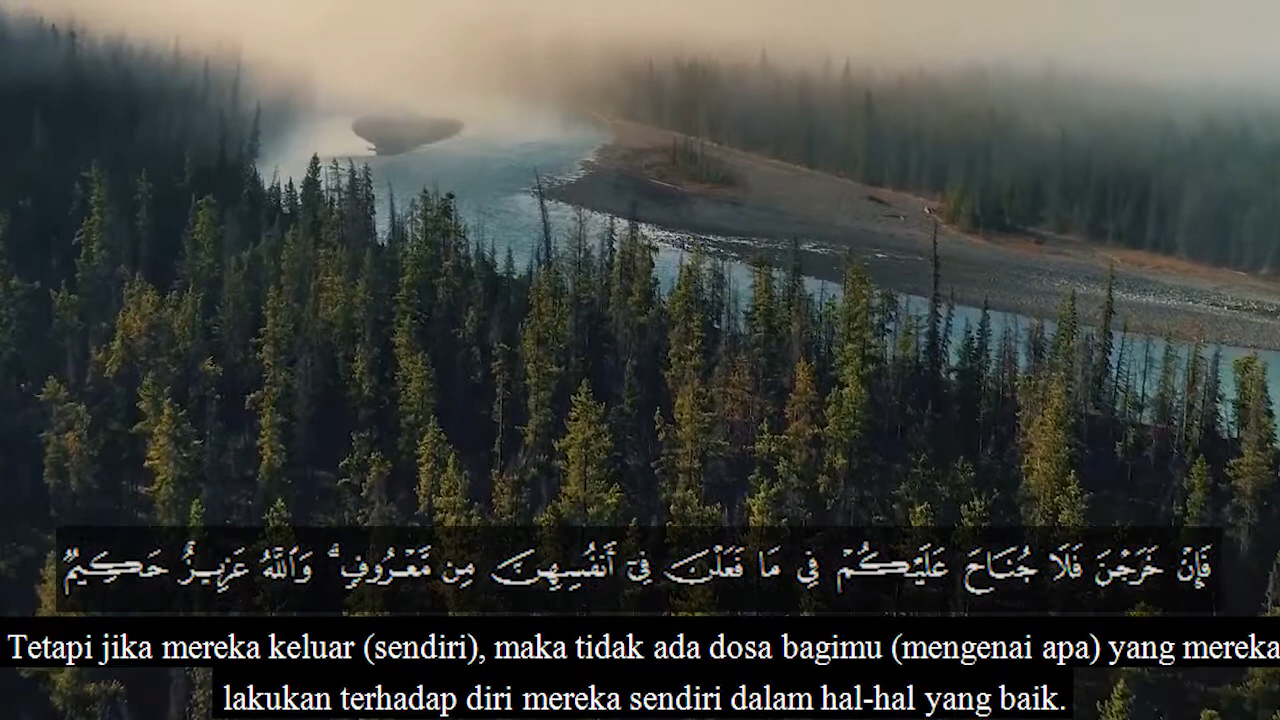 فَإِنْ خَرَجْنَ فَلَا جُنَاحَ عَلَيْكُمْ فِي مَا فَعَلْنَ فِيٓ أَنفُسِهِنَّ مِن مَّعْرُوفٍ ۗ وَٱللَّهُ عَزِيزٌ حَكِيمٌ
Tetapi jika mereka keluar (sendiri), maka tidak ada dosa bagimu (mengenai apa) yang mereka
lakukan terhadap diri mereka sendiri dalam hal-hal yang baik.